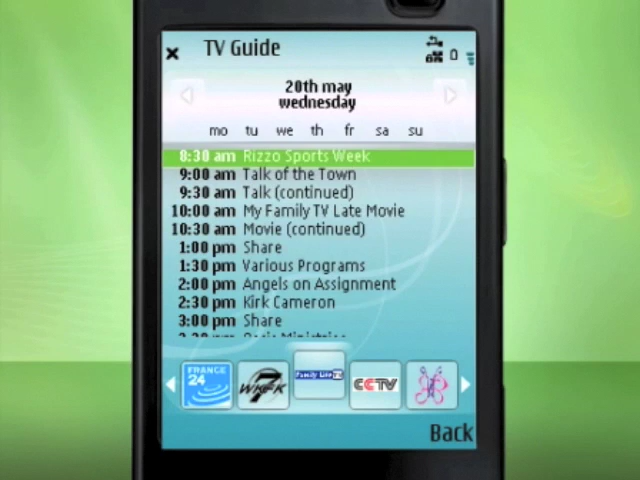 TV Guide
20th may
wednesday
mo tu we th fr sa su
8:30 am Rizzo Sports Week
9:00 am Talk of the Town
9:30 am Talk (continued)
10:00 am My Family TV Late Movie
10:30 am Movie (continued)
1:00 pm Share
1:30 pm Various Programs
2:00 pm Angels on Assignment
2:30 pm Kirk Cameron
3:00 pm Share
FRANCE 24
7
CCTV
Back